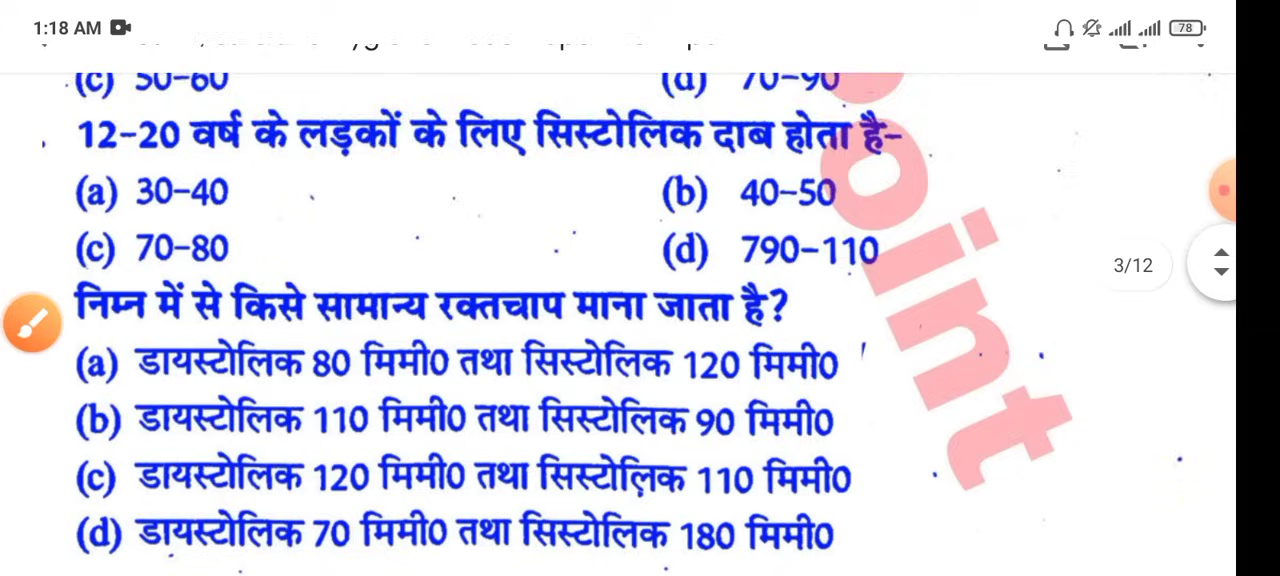 1:18 AM
78
(c) 50-60 (d) 70-90
12-20 वर्ष के लड़कों के लिए सिस्टोलिक दाब होता है-
(a) 30-40 (b) 40-50
(c) 70-80 (d) 790-110
3/12
निम्न में से किसे सामान्य रक्तचाप माना जाता है?
(a) डायस्टोलिक 80 मिमी0 तथा सिस्टोलिक 120 मिमी0
(b) डायस्टोलिक 110 मिमी0 तथा सिस्टोलिक 90 मिमी0
(c) डायस्टोलिक 120 मिमी0 तथा सिस्टोलिक 110 मिमी0
(d) डायस्टोलिक 70 मिमी0 तथा सिस्टोलिक 180 मिमी0
oint